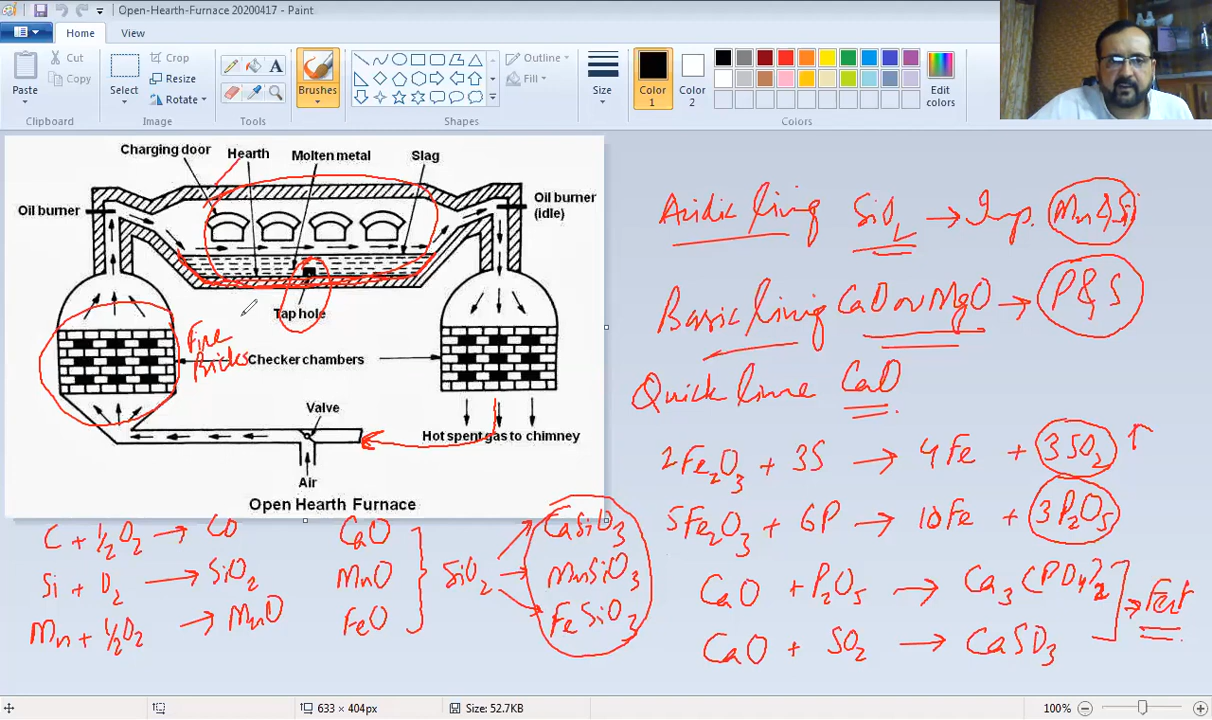 Open-Hearth-Furnace 20200417 - Paint
Home View
Paste
Cut
Copy
Clipboard
Select
Crop
Resize
Rotate
Image
A
Tools
Brushes
Shapes
Outline
Fill
Size
Color 1
Color 2
Edit colors
Colors
Charging door
Hearth
Molten metal
Slag
Oil burner
Oil burner (idle)
Tap hole
Fire Bricks
Checker chambers
Valve
Hot spent gas to chimney
Air
Open Hearth Furnace
C + 1/2 O2 → CO
Si + O2 → SiO2
Mn + 1/2 O2 → MnO
CaO
MnO
FeO
SiO2
CaSiO3
MnSiO3
FeSiO3
Acidic lining SiO2 → Imp. Mn & Si
Basic lining CaO or MgO → P & S
Quick lime CaO
2Fe2O3 + 3S → 4Fe + 3SO2 ↑
5Fe2O3 + 6P → 10Fe + 3P2O5
CaO + P2O5 → Ca3(PO4)2
CaO + SO2 → CaSO3
→ Fert
633 × 404px
Size: 52.7KB
100%